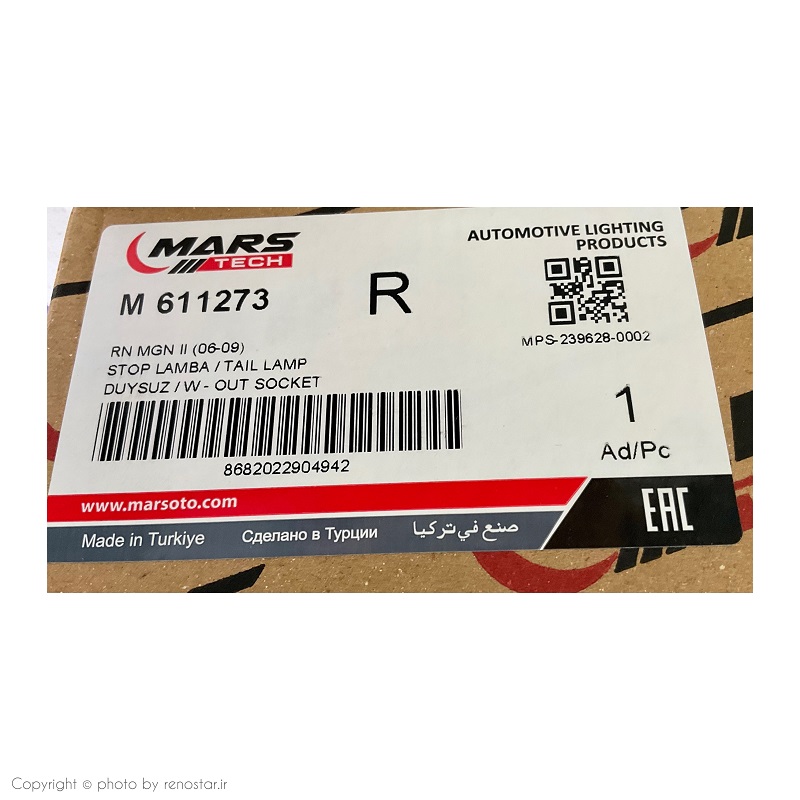 MARS
TECH
AUTOMOTIVE LIGHTING
PRODUCTS
M 611273
R
MPS-239628-0002
RN MGN II (06-09)
STOP LAMBA / TAIL LAMP
DUYSUZ / W - OUT SOCKET
8682022904942
1
Ad/Pc
www.marsoto.com
Made in Turkiye Сделано в Турции صنع في تركيا
EAC
Copyright © photo by renostar.ir